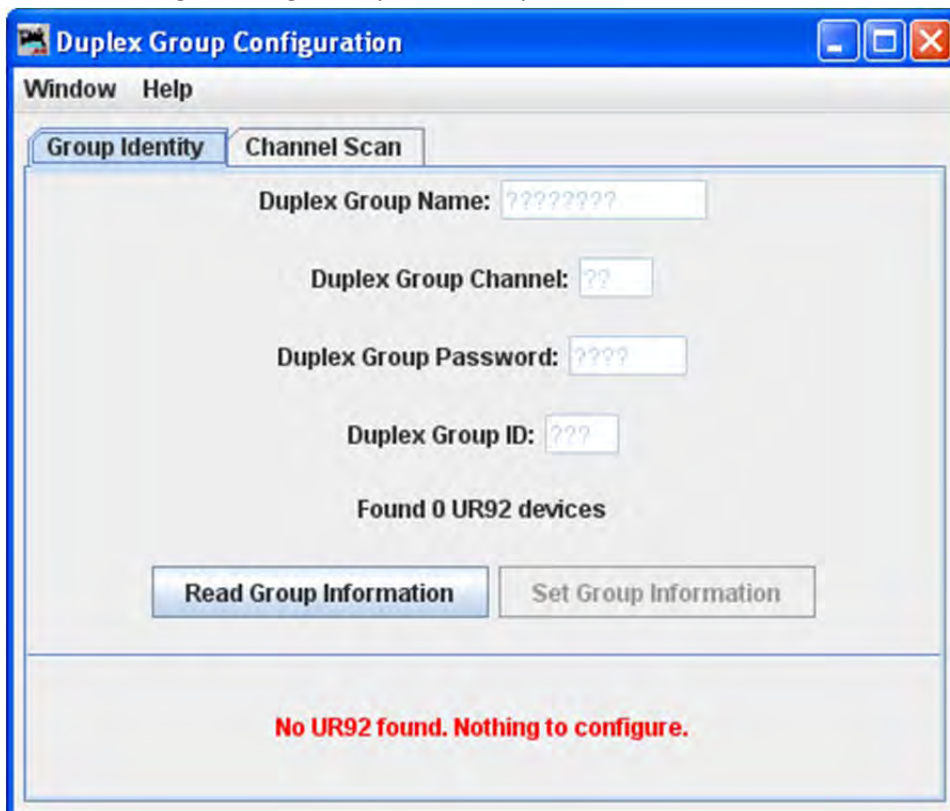 Duplex Group Configuration
Window Help
Group Identity Channel Scan
Duplex Group Name: ????????
Duplex Group Channel: ??
Duplex Group Password: ????
Duplex Group ID: ???
Found 0 UR92 devices
Read Group Information Set Group Information
No UR92 found. Nothing to configure.